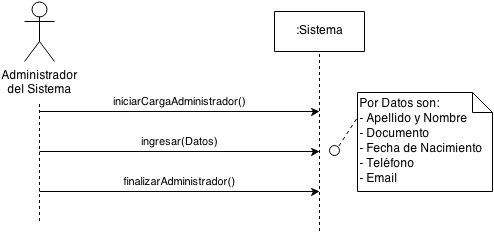 :Sistema
Administrador
del Sistema
iniciarCargaAdministrador()
ingresar(Datos)
finalizarAdministrador()
Por Datos son:
- Apellido y Nombre
- Documento
- Fecha de Nacimiento
- Teléfono
- Email